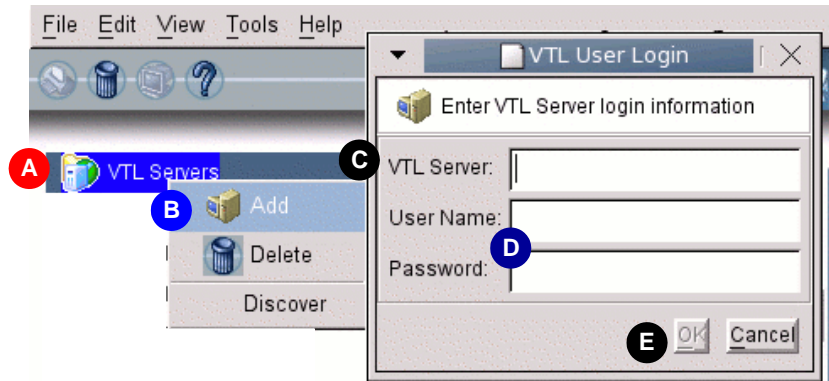 File Edit View Tools Help
VTL User Login
Enter VTL Server login information
A VTL Servers
C VTL Server:
B Add
User Name:
D
Delete
Password:
Discover
E OK Cancel